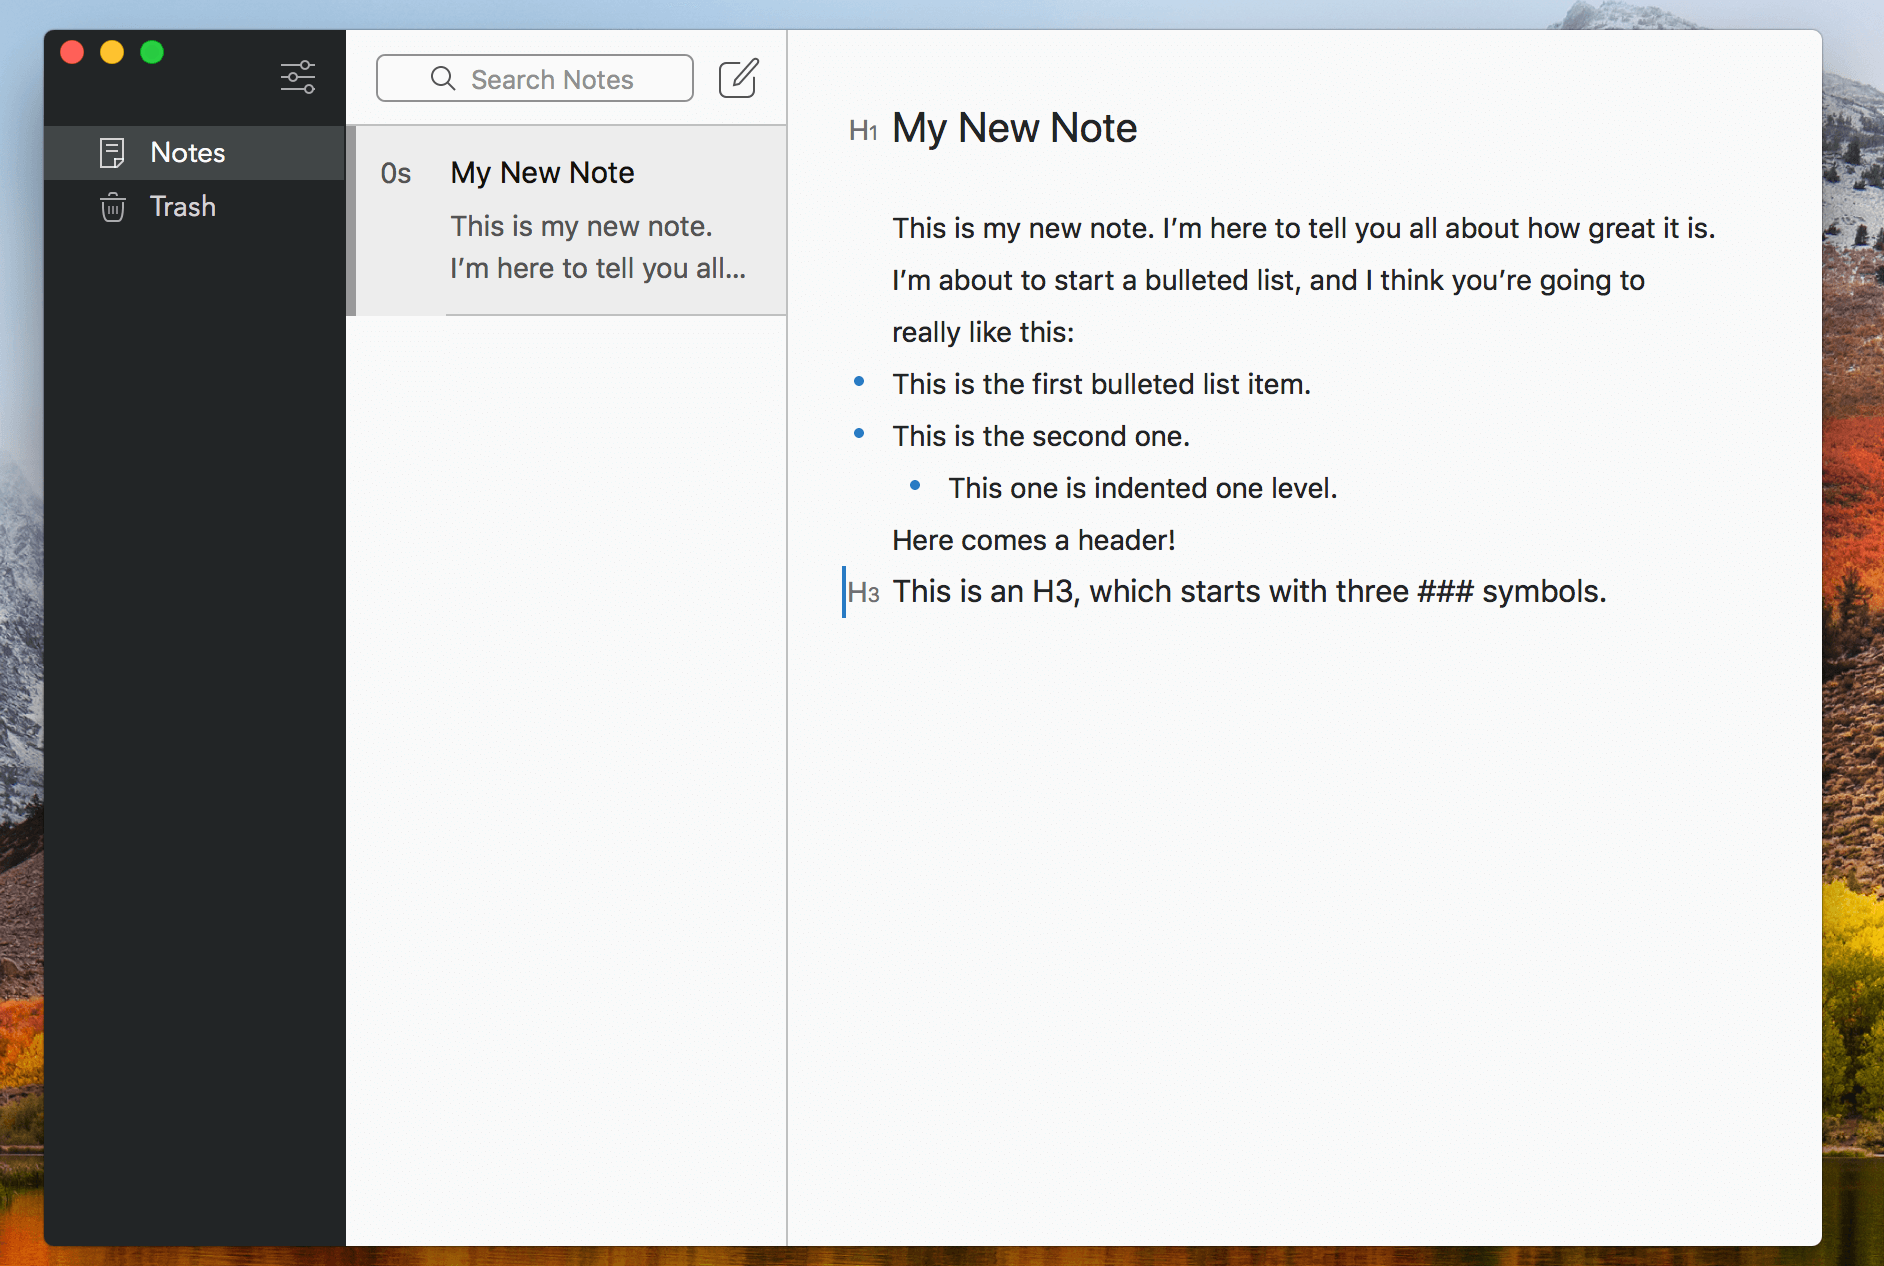 Notes
Trash
Search Notes
0s
My New Note
This is my new note.
I’m here to tell you all...
H1 My New Note
This is my new note. I’m here to tell you all about how great it is.
I’m about to start a bulleted list, and I think you’re going to
really like this:
• This is the first bulleted list item.
• This is the second one.
• This one is indented one level.
Here comes a header!
H3 This is an H3, which starts with three ### symbols.